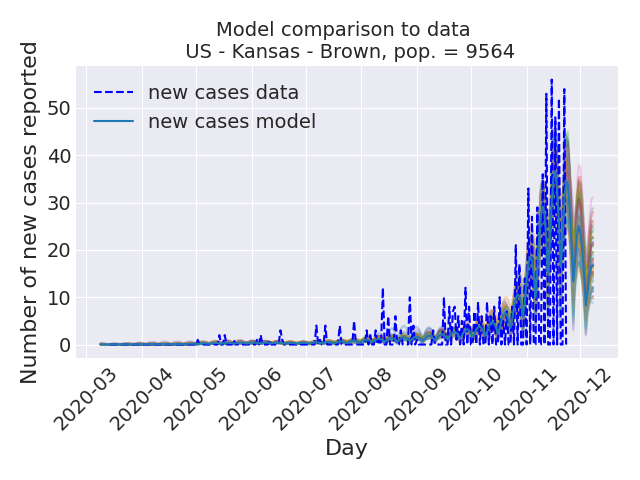 Model comparison to data
US - Kansas - Brown, pop. = 9564
new cases data
new cases model
Number of new cases reported
50
40
30
20
10
0
2020-03
2020-04
2020-05
2020-06
2020-07
2020-08
2020-09
2020-10
2020-11
2020-12
Day